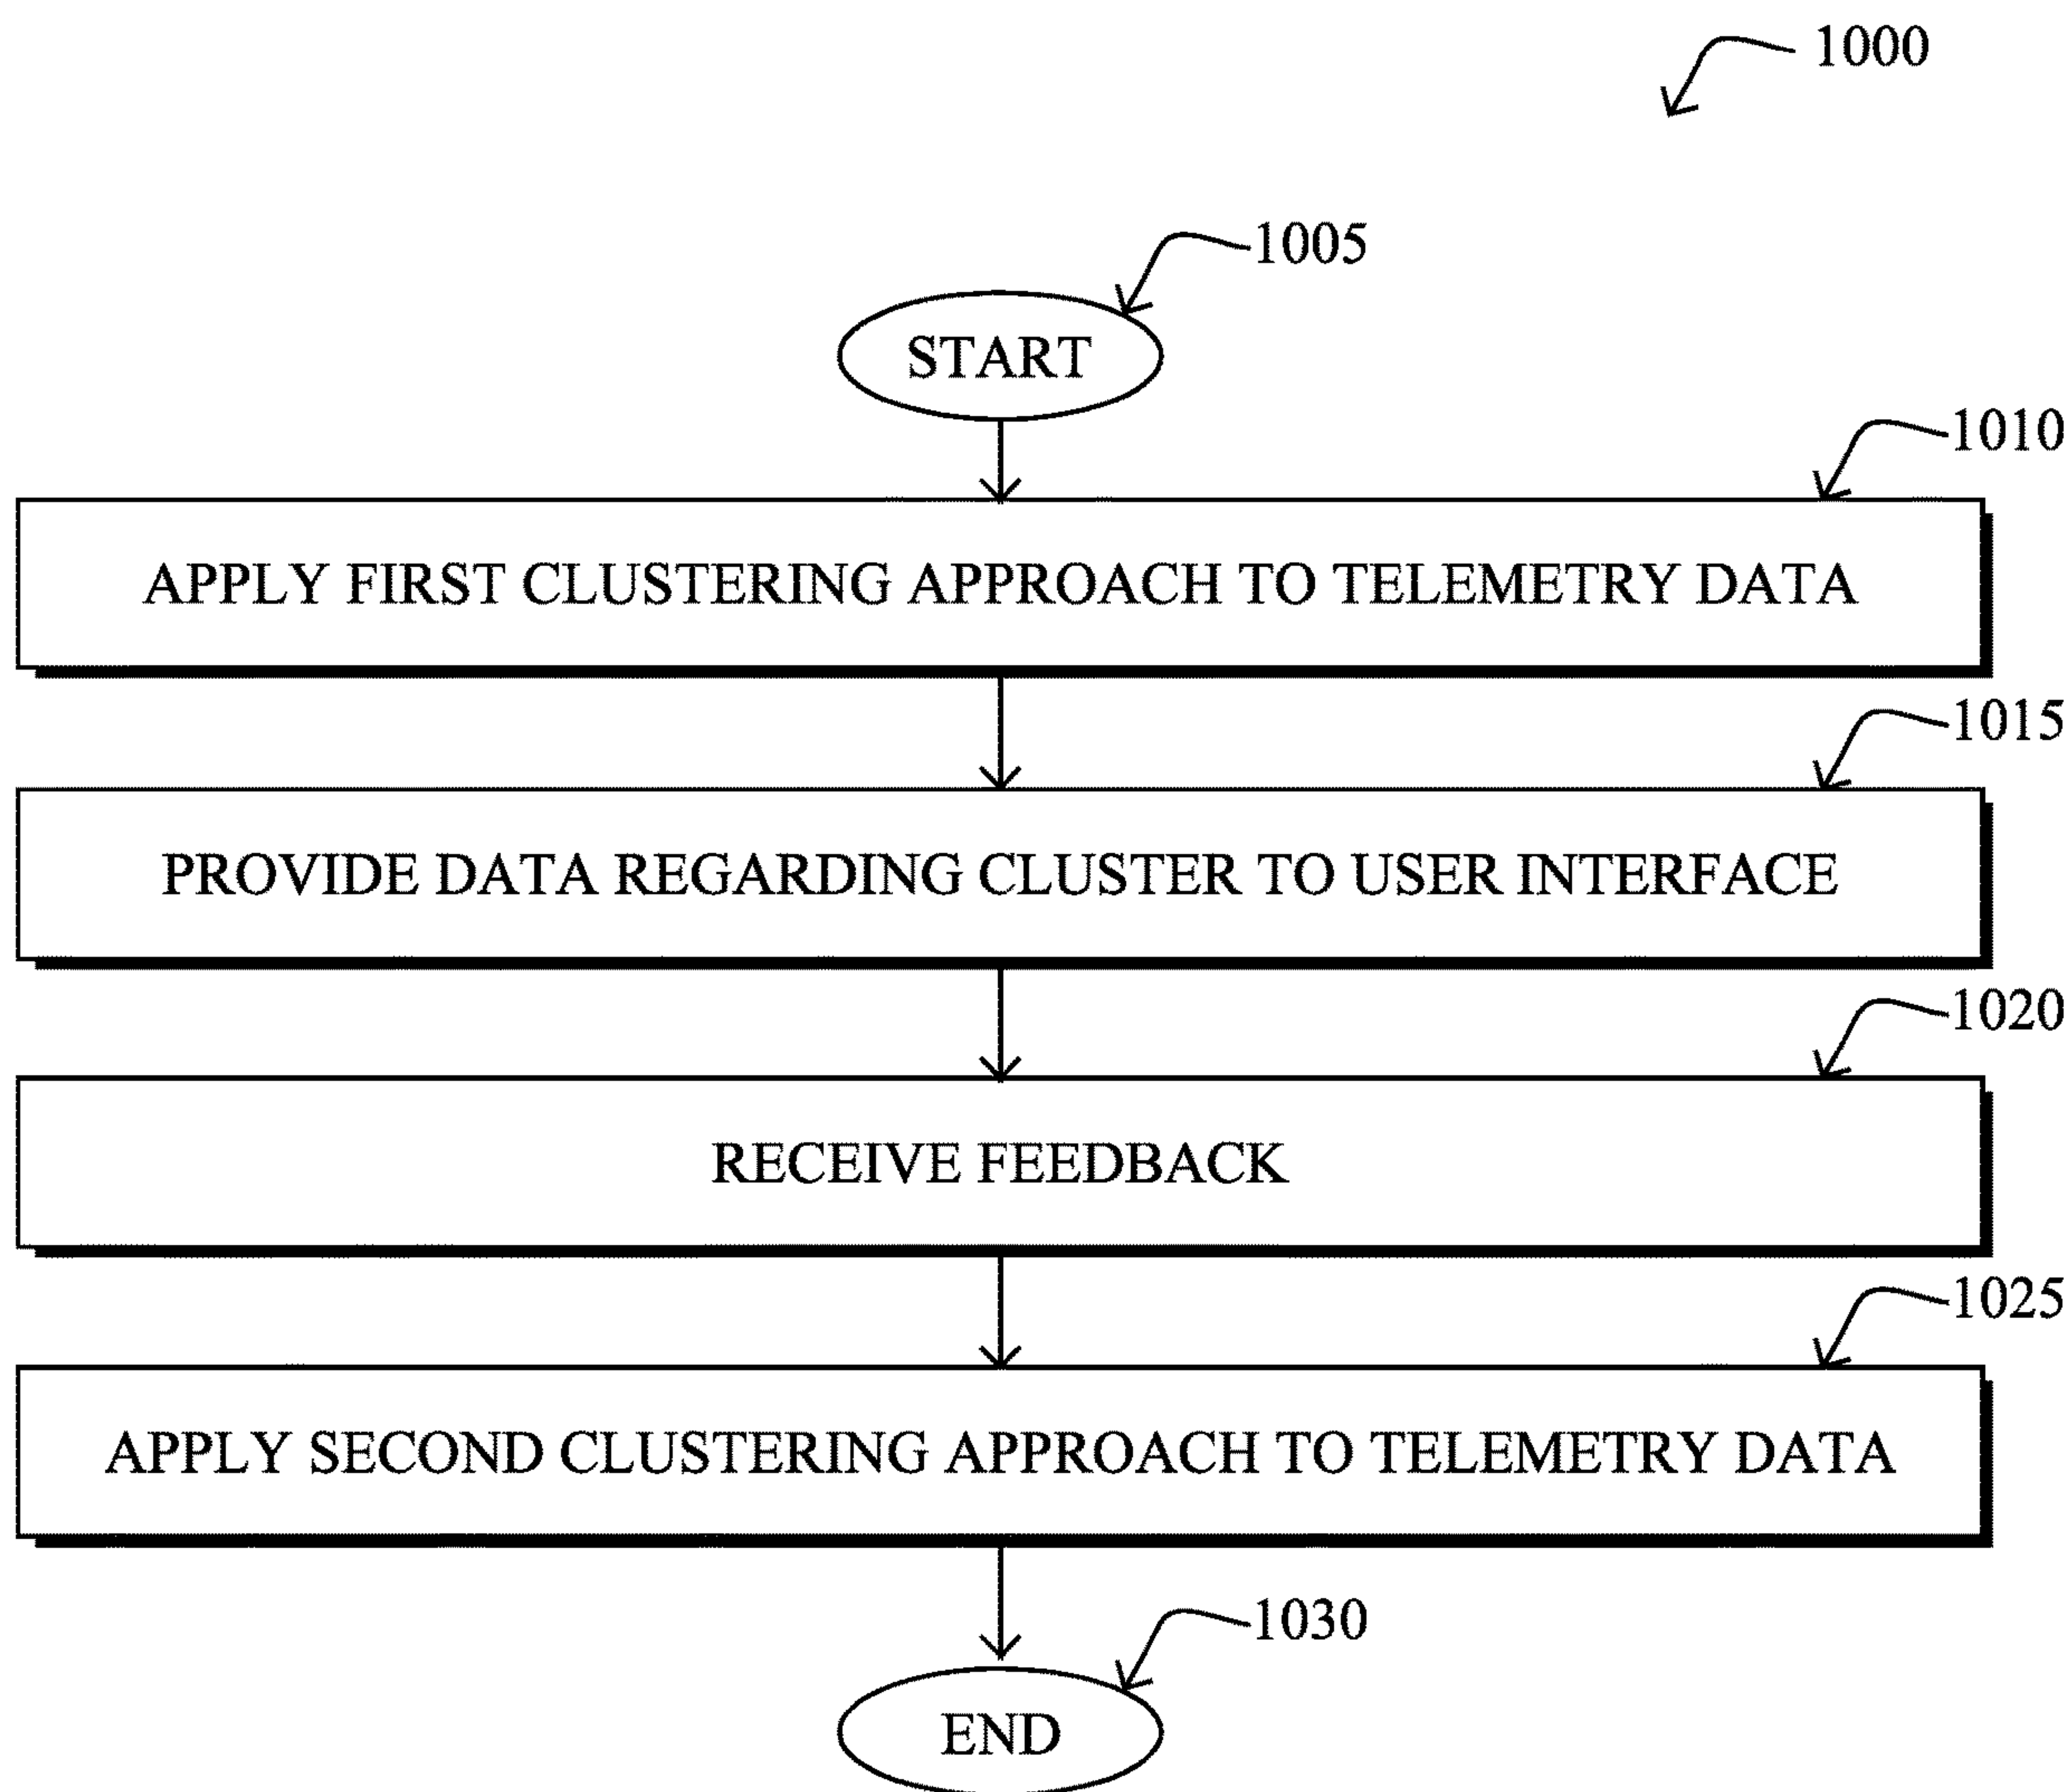 1000
1005
START
1010
APPLY FIRST CLUSTERING APPROACH TO TELEMETRY DATA
1015
PROVIDE DATA REGARDING CLUSTER TO USER INTERFACE
1020
RECEIVE FEEDBACK
1025
APPLY SECOND CLUSTERING APPROACH TO TELEMETRY DATA
1030
END